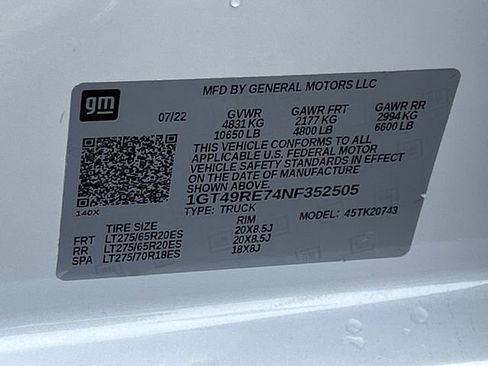 gm
MFD BY GENERAL MOTORS LLC
07/22 GVWR GAWR FRT GAWR RR
4831 KG 2177 KG 2994 KG
10650 LB 4800 LB 6600 LB
THIS VEHICLE CONFORMS TO ALL
APPLICABLE U.S. FEDERAL MOTOR
VEHICLE SAFETY STANDARDS IN EFFECT
ON THE DATE OF MANUFACTURE SHOWN ABOVE.
1GT49RE74NF352505
140X TYPE: TRUCK MODEL: 45TK20743
TIRE SIZE RIM
FRT LT275/65R20ES 20X8.5J
RR LT275/65R20ES 20X8.5J
SPA LT275/70R18ES 18X8J